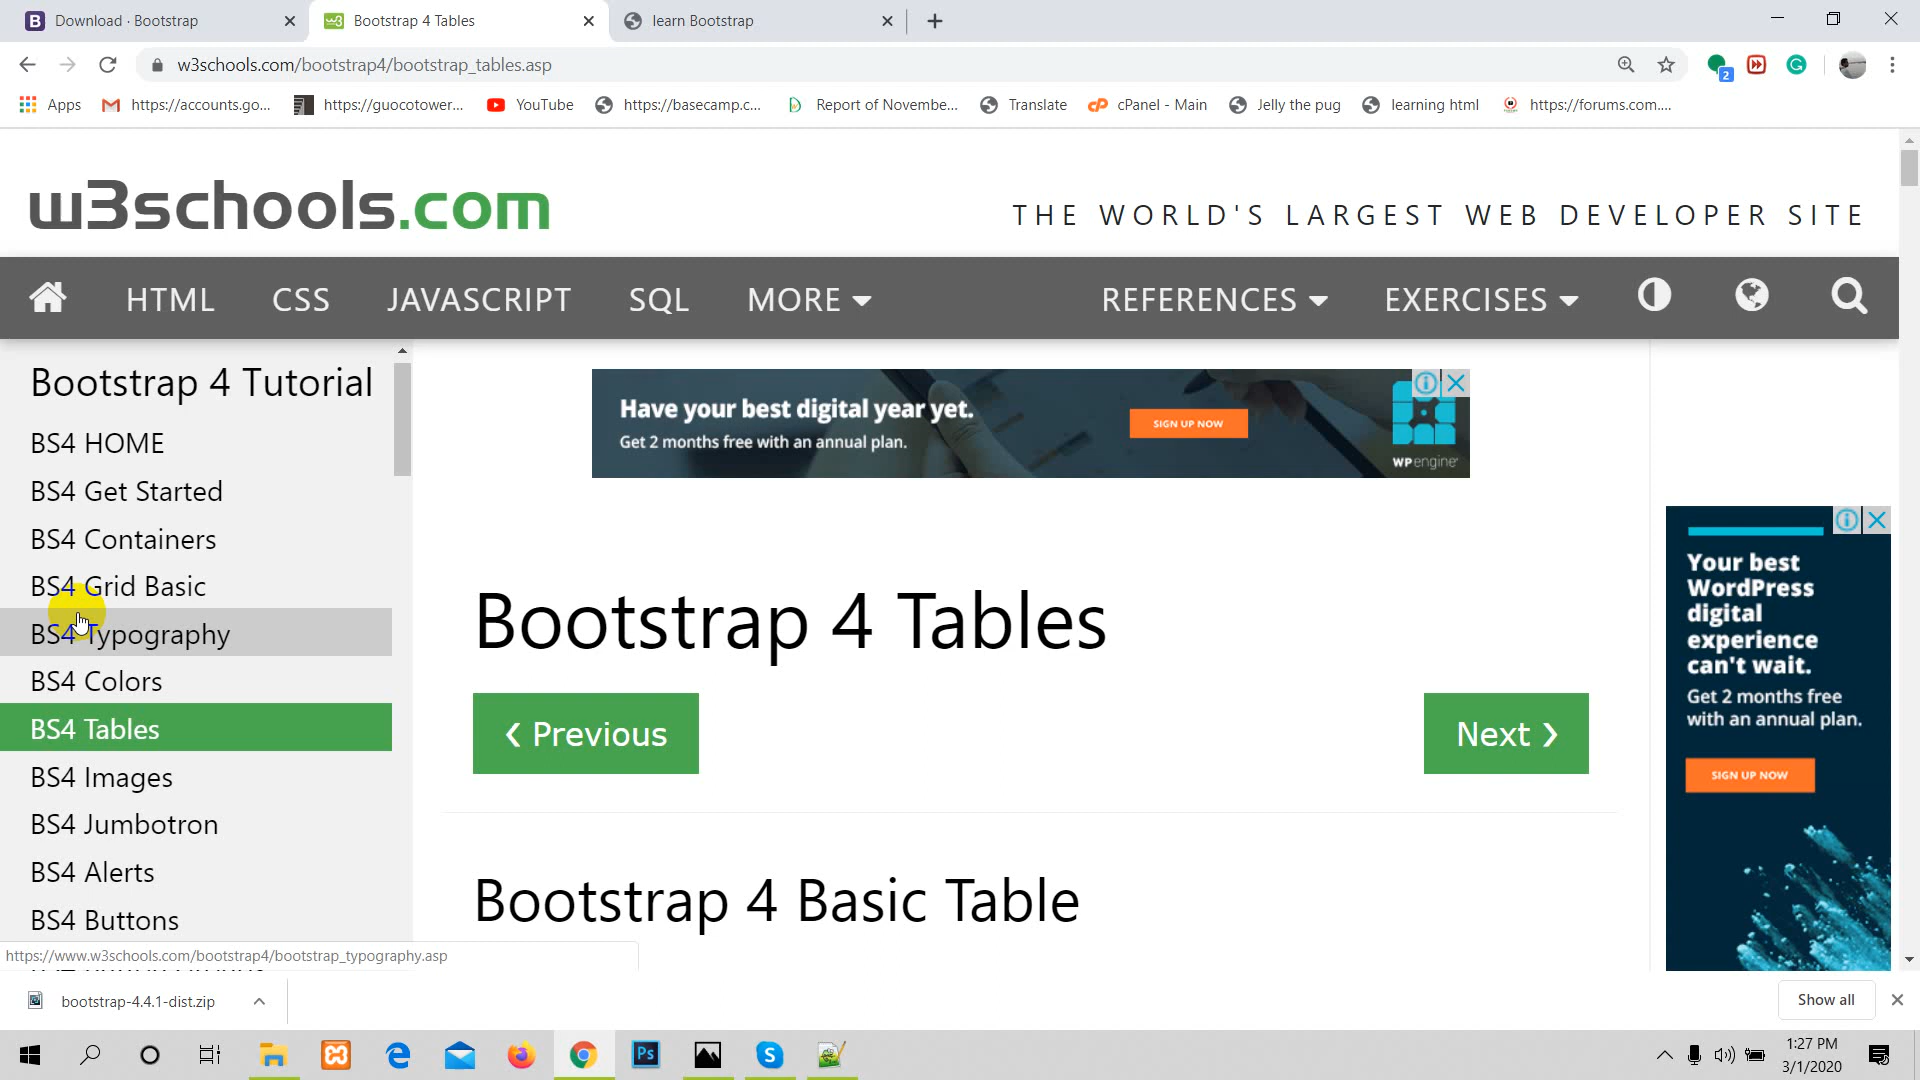 Download · Bootstrap
Bootstrap 4 Tables
learn Bootstrap
w3schools.com/bootstrap4/bootstrap_tables.asp
2
Apps
https://accounts.go...
https://guocotower...
YouTube
https://basecamp.c...
Report of Novembe...
Translate
cPanel - Main
Jelly the pug
learning html
https://forums.com....
w3schools.com
THE WORLD'S LARGEST WEB DEVELOPER SITE
HTML
CSS
JAVASCRIPT
SQL
MORE
REFERENCES
EXERCISES
Bootstrap 4 Tutorial
BS4 HOME
BS4 Get Started
BS4 Containers
BS4 Grid Basic
BS4 Typography
BS4 Colors
BS4 Tables
BS4 Images
BS4 Jumbotron
BS4 Alerts
BS4 Buttons
Have your best digital year yet.
Get 2 months free with an annual plan.
SIGN UP NOW
WP engine
Bootstrap 4 Tables
❮ Previous
Next ❯
Bootstrap 4 Basic Table
Your best
WordPress
digital
experience
can't wait.
Get 2 months free
with an annual plan.
SIGN UP NOW
https://www.w3schools.com/bootstrap4/bootstrap_typography.asp
bootstrap-4.4.1-dist.zip
Show all
Ps
1:27 PM
3/1/2020